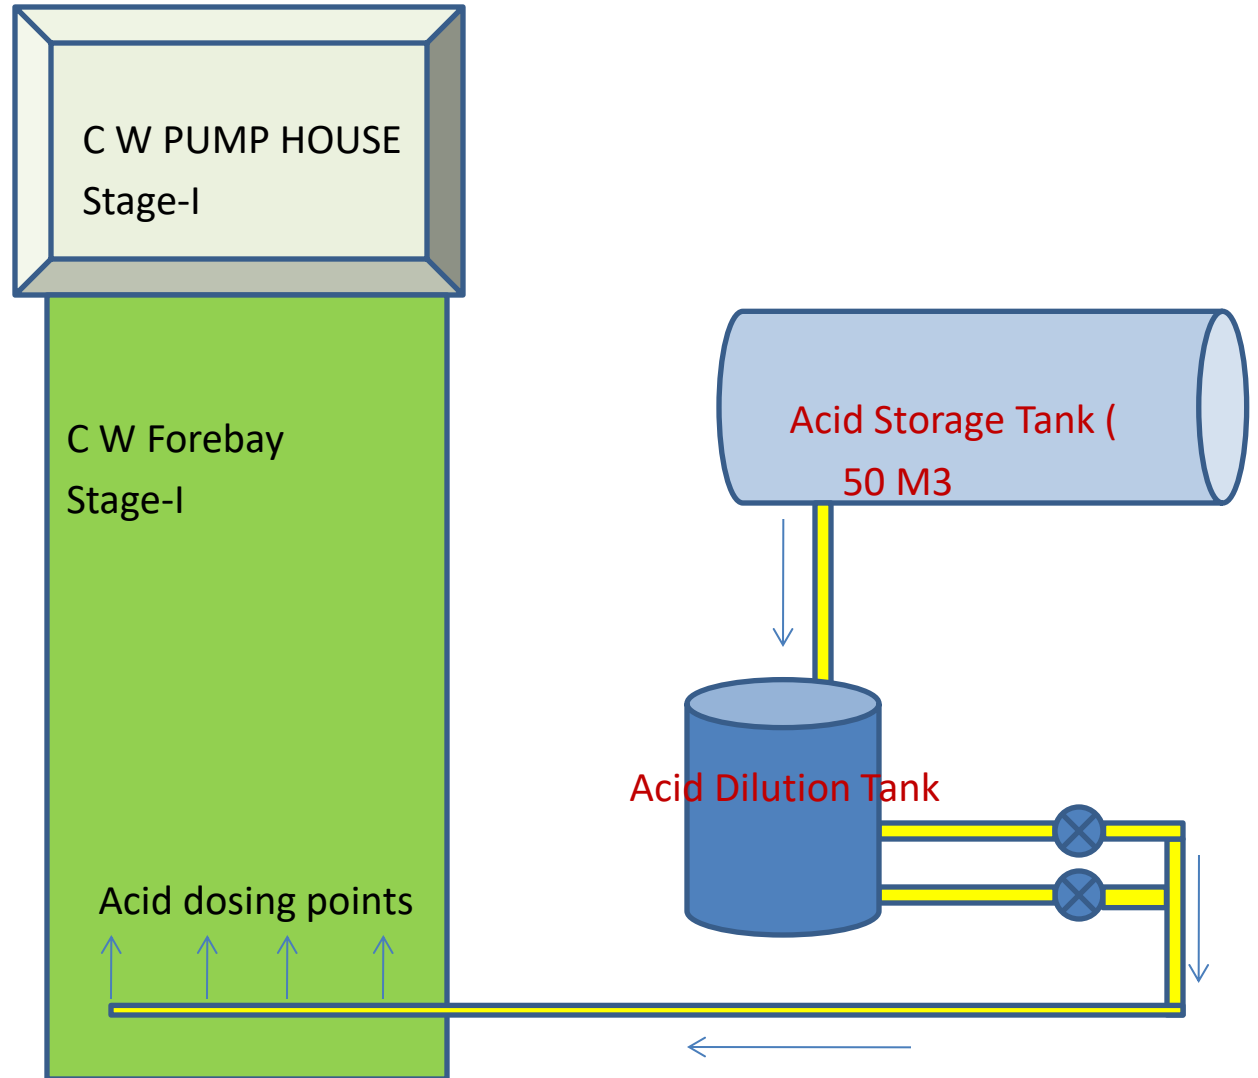 C W PUMP HOUSE
Stage-I
C W Forebay
Stage-I
Acid Storage Tank (
50 M3
Acid Dilution Tank
Acid dosing points